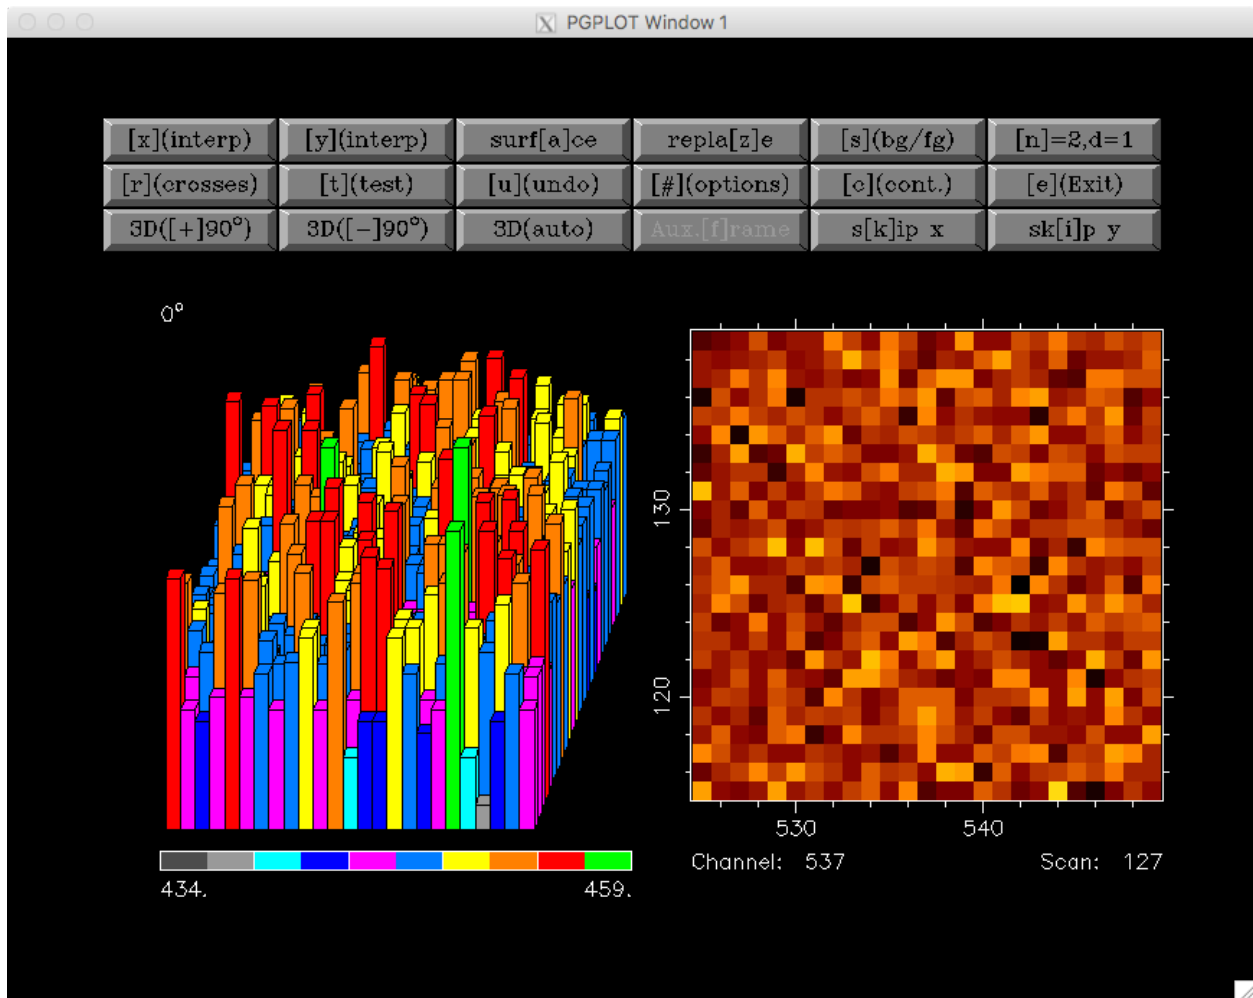 PGPLOT Window 1
[x](interp) [y](interp) surf[a]ce repla[z]e [s](bg/fg) [n]=2,d=1
[r](crosses) [t](test) [u](undo) [#](options) [c](cont.) [e](Exit)
3D([+]90°) 3D([-]90°) 3D(auto) Aux.[f]rame s[k]ip x sk[i]p y
0°
130
120
530 540
Channel: 537 Scan: 127
434. 459.